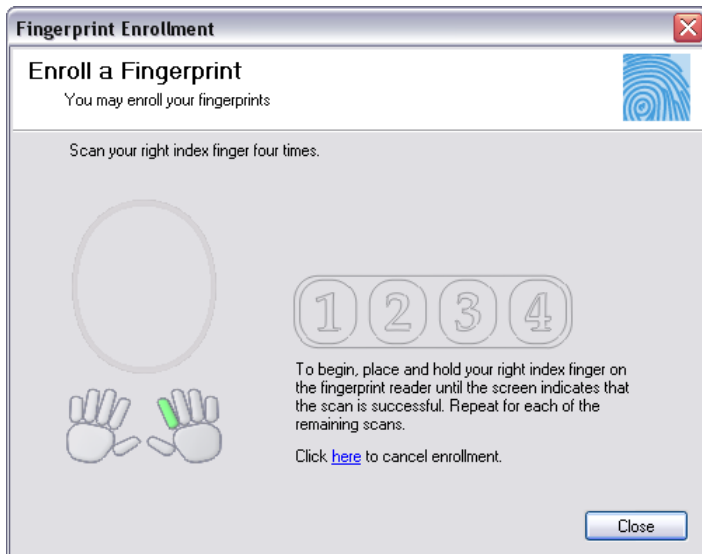 Fingerprint Enrollment
Enroll a Fingerprint
You may enroll your fingerprints
Scan your right index finger four times.
1 2 3 4
To begin, place and hold your right index finger on
the fingerprint reader until the screen indicates that
the scan is successful. Repeat for each of the
remaining scans.
Click here to cancel enrollment.
Close